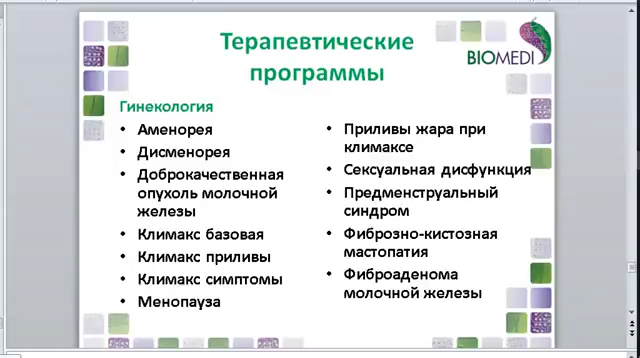 Терапевтические
программы
BIOMEDI
Гинекология
• Аменорея
• Дисменорея
• Доброкачественная
опухоль молочной
железы
• Климакс базовая
• Климакс приливы
• Климакс симптомы
• Менопауза
• Приливы жара при
климаксе
• Сексуальная дисфункция
• Предменструальный
синдром
• Фиброзно-кистозная
мастопатия
• Фиброаденома
молочной железы